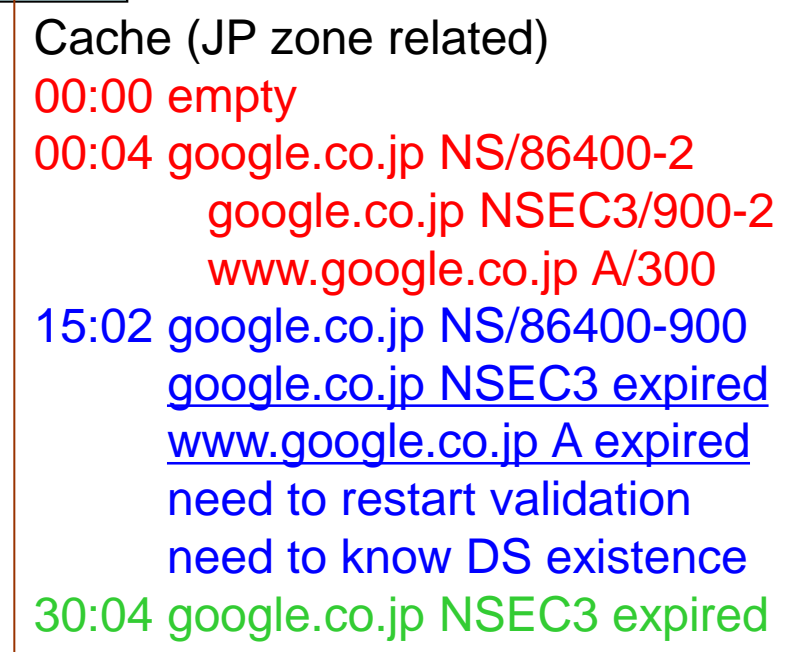 Cache (JP zone related)
00:00 empty
00:04 google.co.jp NS/86400-2
google.co.jp NSEC3/900-2
www.google.co.jp A/300
15:02 google.co.jp NS/86400-900
google.co.jp NSEC3 expired
www.google.co.jp A expired
need to restart validation
need to know DS existence
30:04 google.co.jp NSEC3 expired